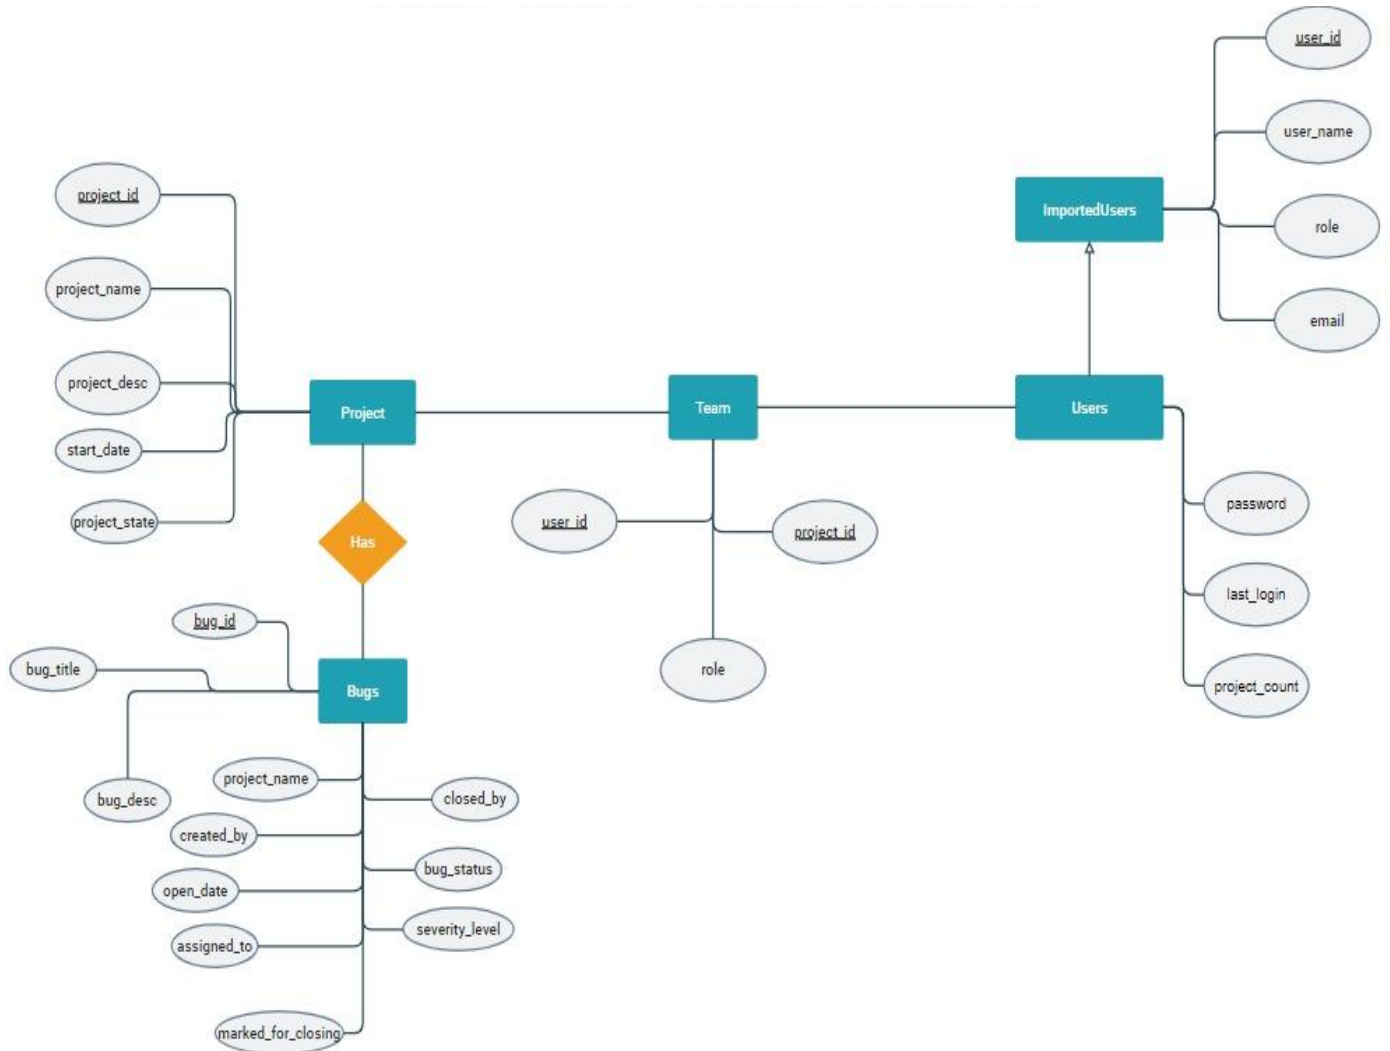 user_id
user_name
project_id
ImportedUsers
role
project_name
email
project_desc
Project
Team
Users
start_date
password
project_state
user_id
project_id
Has
last_login
bug_id
bug_title
role
project_count
Bugs
project_name
closed_by
bug_desc
created_by
bug_status
open_date
severity_level
assigned_to
marked_for_closing